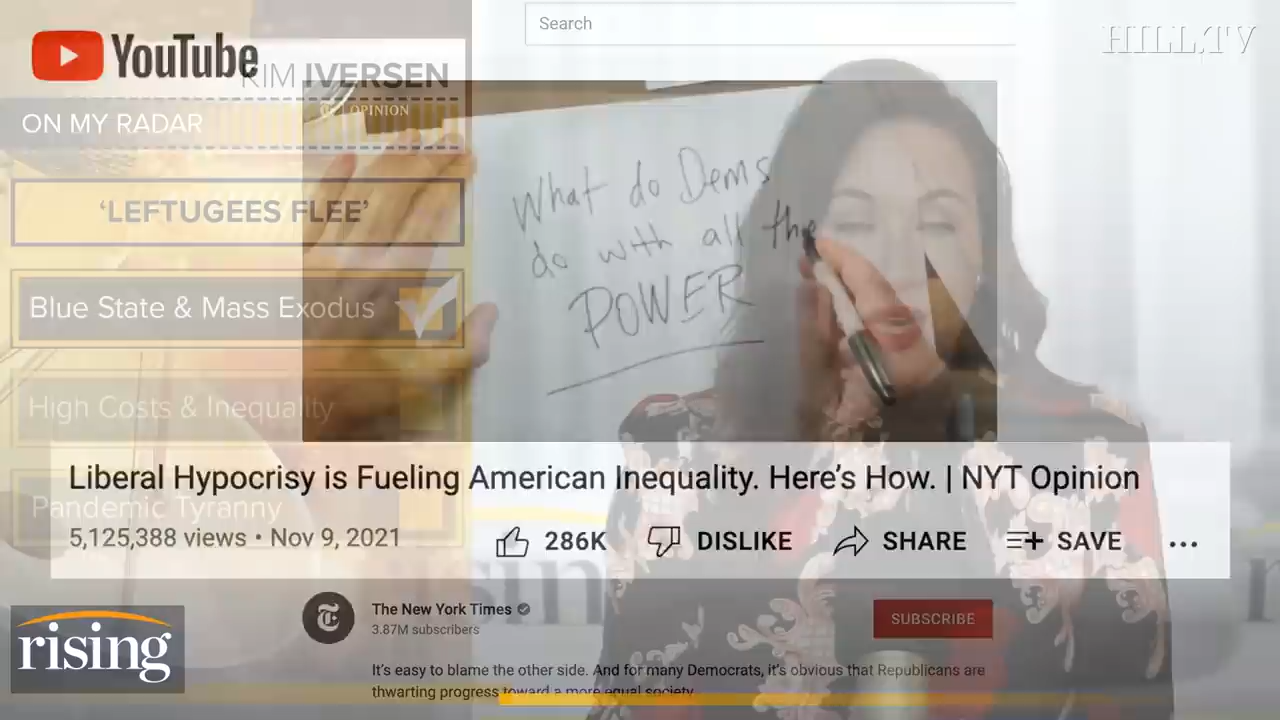 YouTube
Search
HILL.TV
KIM IVERSEN
OPINION
ON MY RADAR
'LEFTUGEES FLEE'
Blue State & Mass Exodus
High Costs & Inequality
Pandemic Tyranny
What do Dems
do with all the
POWER
Liberal Hypocrisy is Fueling American Inequality. Here's How. | NYT Opinion
5,125,388 views • Nov 9, 2021
286K
DISLIKE
SHARE
SAVE
The New York Times
3.87M subscribers
SUBSCRIBE
It's easy to blame the other side. And for many Democrats, it's obvious that Republicans are
thwarting progress toward a more equal society.
rising